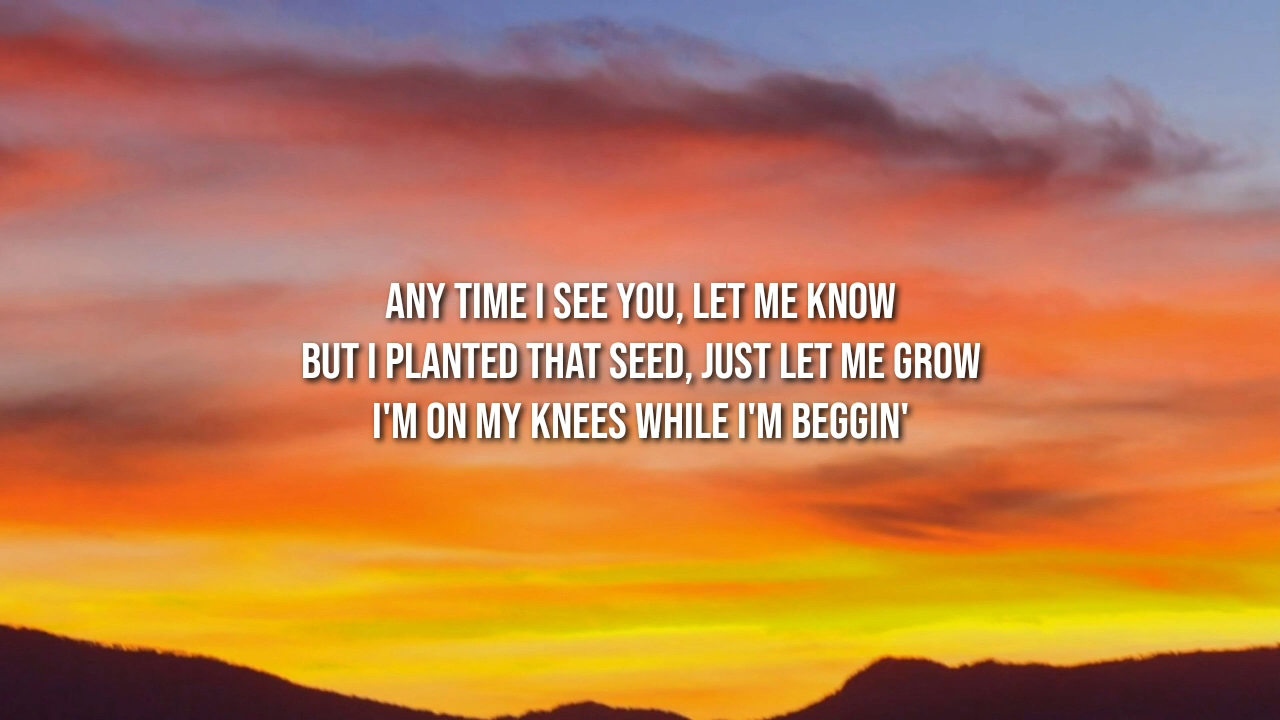 ANY TIME I SEE YOU, LET ME KNOW
BUT I PLANTED THAT SEED, JUST LET ME GROW
I'M ON MY KNEES WHILE I'M BEGGIN'